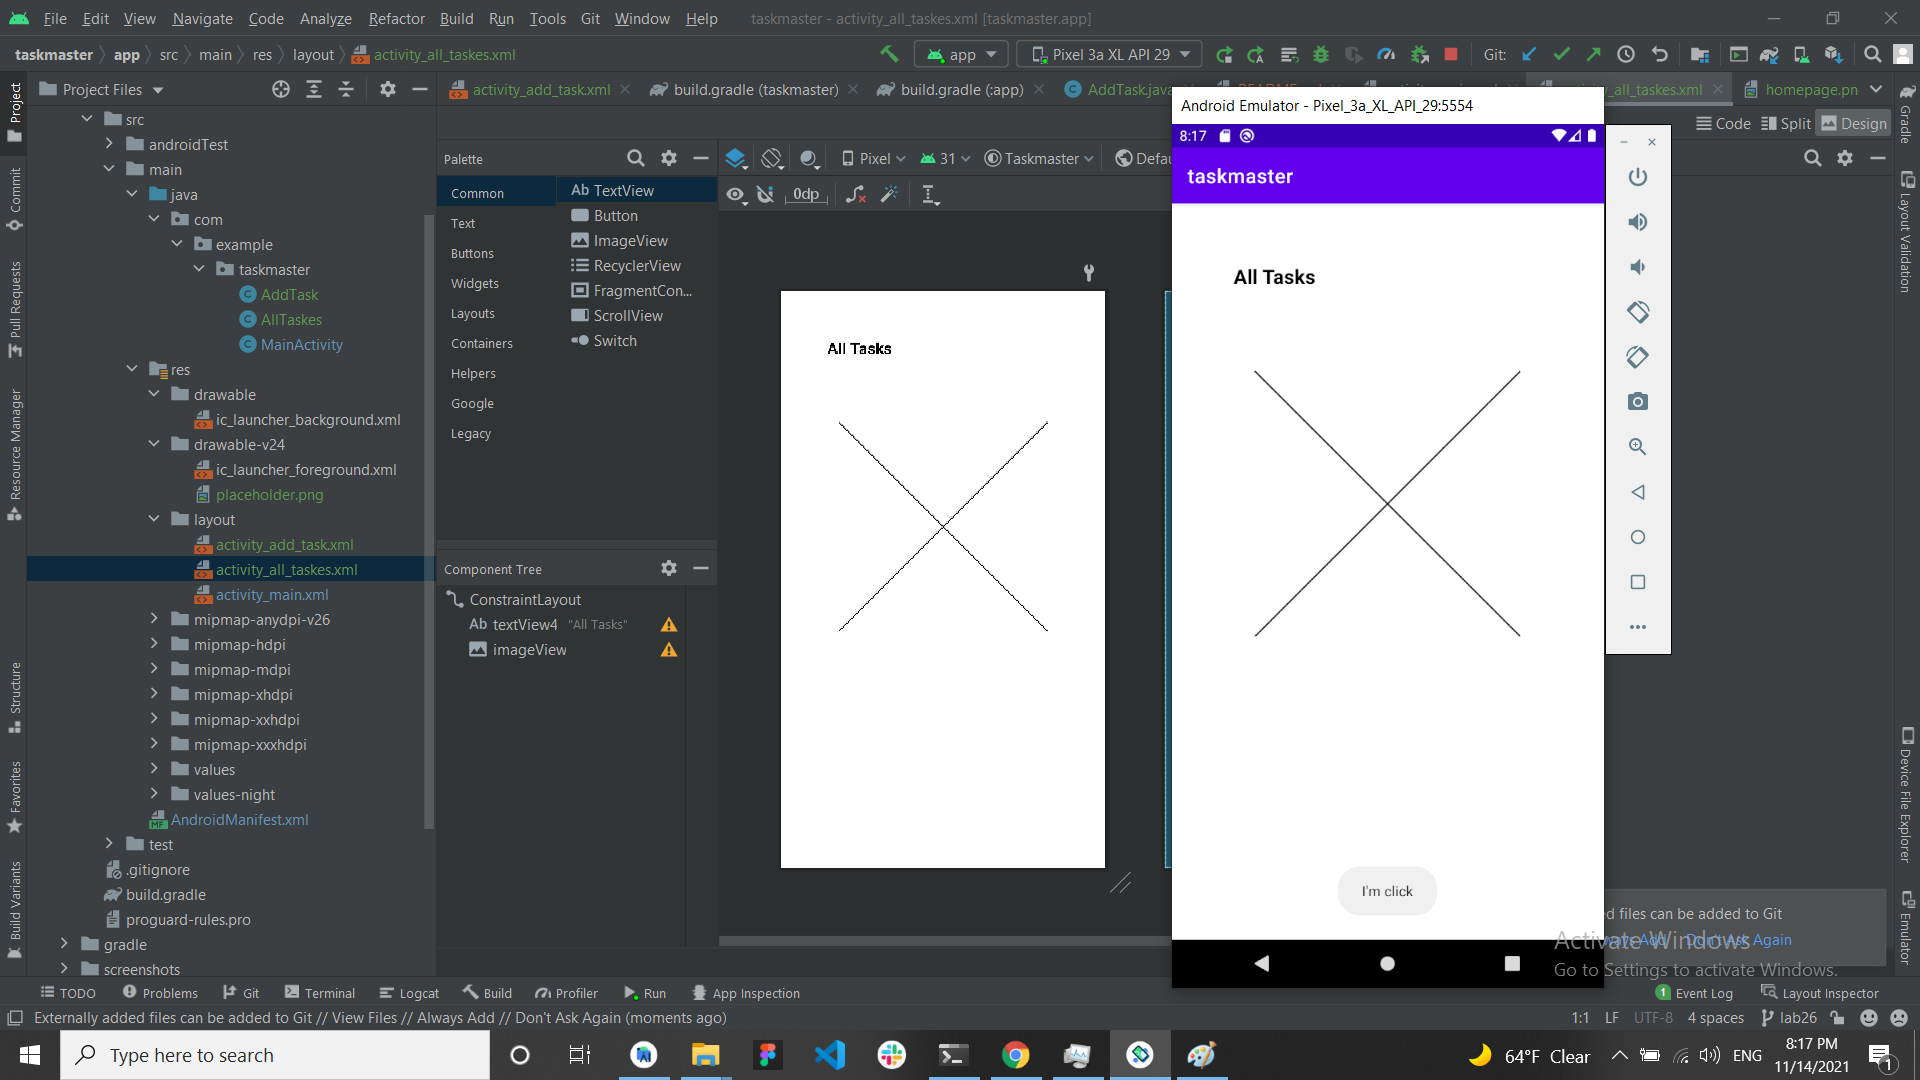 File Edit View Navigate Code Analyze Refactor Build Run Tools Git Window Help taskmaster - activity_all_taskes.xml [taskmaster.app]
taskmaster app src main res layout activity_all_taskes.xml app Pixel 3a XL API 29 Git:
Project Files
activity_add_task.xml build.gradle (taskmaster) build.gradle (:app) AddTask.java all_taskes.xml homepage.pn
Android Emulator - Pixel_3a_XL_API_29:5554
Code Split Design
Project
Commit
Pull Requests
Resource Manager
Structure
Favorites
Build Variants
src
androidTest
main
java
com
example
taskmaster
AddTask
AllTaskes
MainActivity
res
drawable
ic_launcher_background.xml
drawable-v24
ic_launcher_foreground.xml
placeholder.png
layout
activity_add_task.xml
activity_all_taskes.xml
activity_main.xml
mipmap-anydpi-v26
mipmap-hdpi
mipmap-mdpi
mipmap-xhdpi
mipmap-xxhdpi
mipmap-xxxhdpi
values
values-night
AndroidManifest.xml
test
.gitignore
build.gradle
proguard-rules.pro
gradle
screenshots
Palette
Common
Text
Buttons
Widgets
Layouts
Containers
Helpers
Google
Legacy
Ab TextView
Button
ImageView
RecyclerView
FragmentCon...
ScrollView
Switch
Component Tree
ConstraintLayout
Ab textView4 "All Tasks"
imageView
Pixel 31 Taskmaster Defau
0dp
All Tasks
8:17
taskmaster
All Tasks
I'm click
Gradle
Layout Validation
Device File Explorer
Emulator
ed files can be added to Git
ways Add Don't Ask Again
Activate Windows
Go to Settings to activate Windows.
TODO Problems Git Terminal Logcat Build Profiler Run App Inspection 1 Event Log Layout Inspector
Externally added files can be added to Git // View Files // Always Add // Don't Ask Again (moments ago) 1:1 LF UTF-8 4 spaces lab26
Type here to search 64°F Clear ENG 8:17 PM
11/14/2021 1